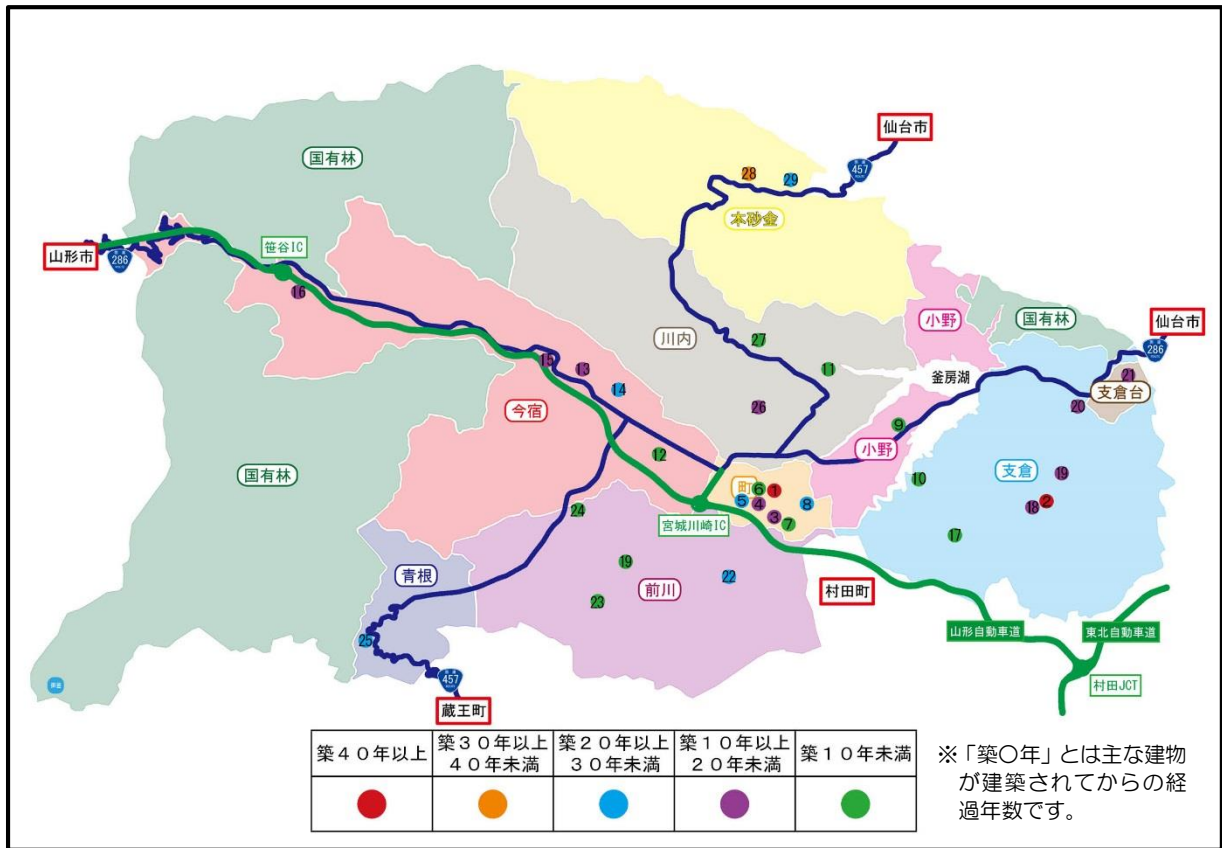 仙台市
457
国有林
28
29
本砂金
山形市
286
笹谷IC
16
小野
国有林
仙台市
286
川内
27
11
釜房湖
21
支倉台
15
13
14
26
20
今宿
9
小野
支倉
12
10
19
国有林
町
6
1
5
4
8
3
7
18
2
24
宮城川崎IC
17
青根
19
22
前川
23
村田町
25
山形自動車道
東北自動車道
457
村田JCT
蔵王町
築40年以上
築30年以上
40年未満
築20年以上
30年未満
築10年以上
20年未満
築10年未満
※「築〇年」とは主な建物
が建築されてからの経
過年数です。